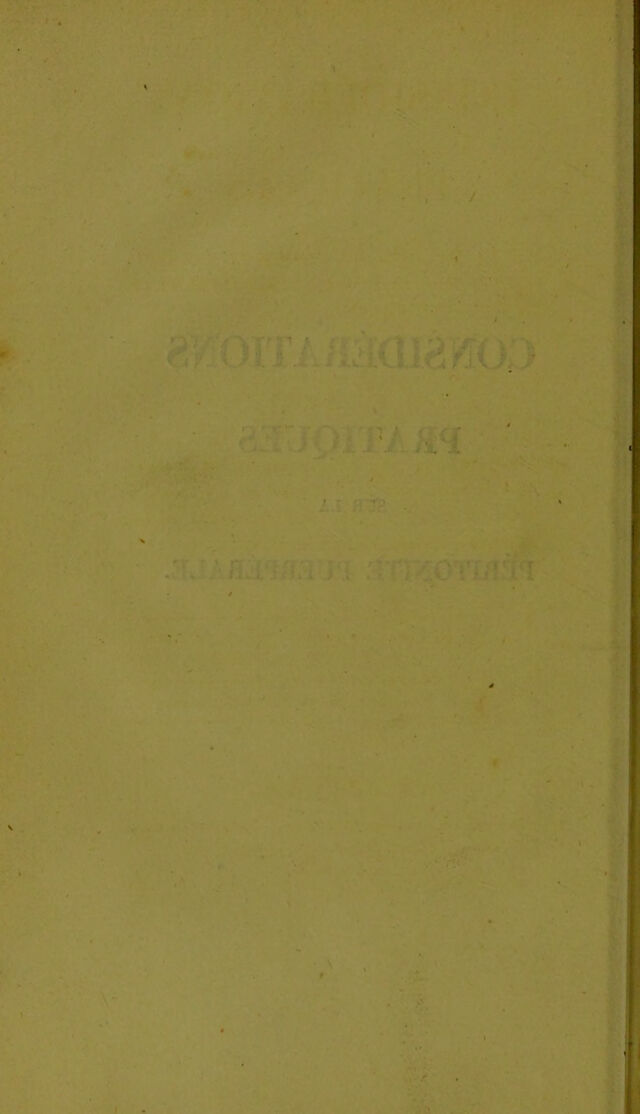 CONSIDÉRATIONS
PRATIQUES
SUR LA
PÉRITONITE PUERPÉRALE.